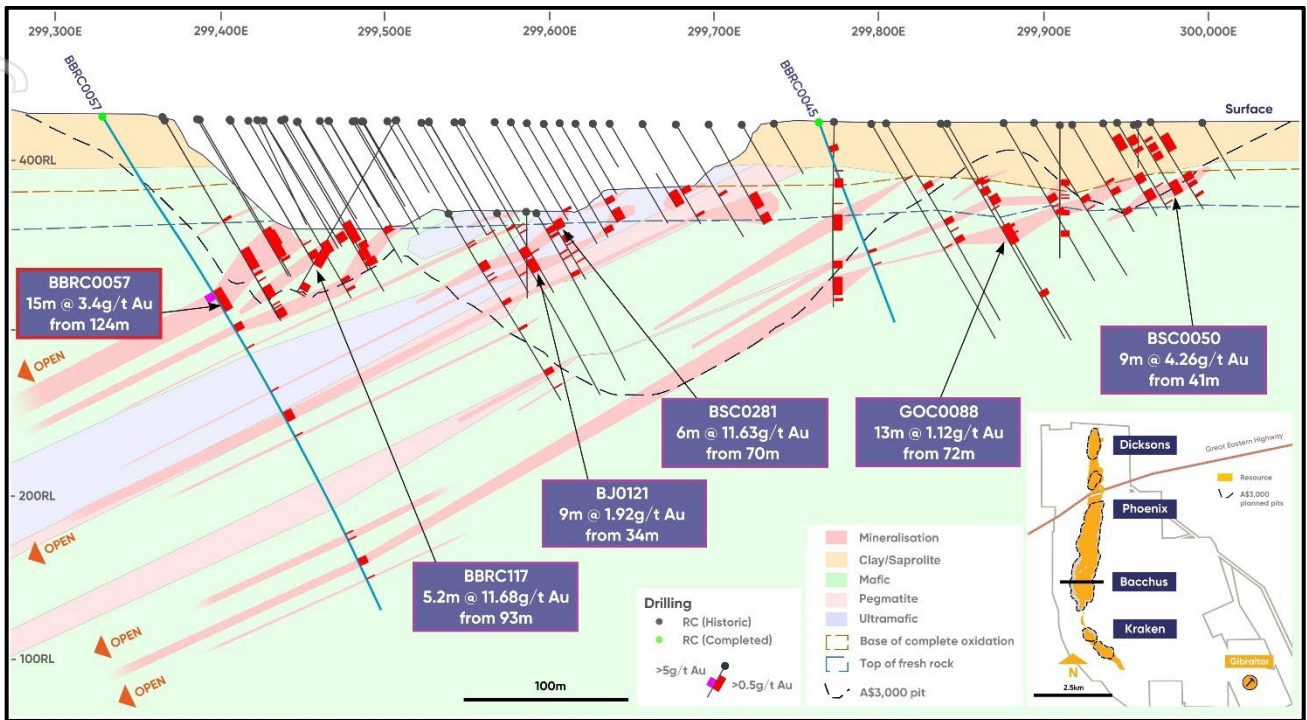 299,300E
299,400E
299,500E
299,600E
299,700E
299,800E
299,900E
300,000E
BBRC0057
BBRC0045
Surface
400RL
BBRC0057
15m @ 3.4g/t Au
from 124m
OPEN
BSC0050
9m @ 4.26g/t Au
from 41m
BSC0281
6m @ 11.63g/t Au
from 70m
GOC0088
13m @ 1.12g/t Au
from 72m
200RL
BJ0121
9m @ 1.92g/t Au
from 34m
OPEN
BBRC117
5.2m @ 11.68g/t Au
from 93m
OPEN
100RL
OPEN
100m
Drilling
RC (Historic)
RC (Completed)
>5g/t Au
>0.5g/t Au
Mineralisation
Clay/Saprolite
Mafic
Pegmatite
Ultramafic
Base of complete oxidation
Top of fresh rock
A$3,000 pit
Dicksons
Great Eastern Highway
Resource
A$3,000
planned pits
Phoenix
Bacchus
Kraken
Gibraltar
N
2.5km